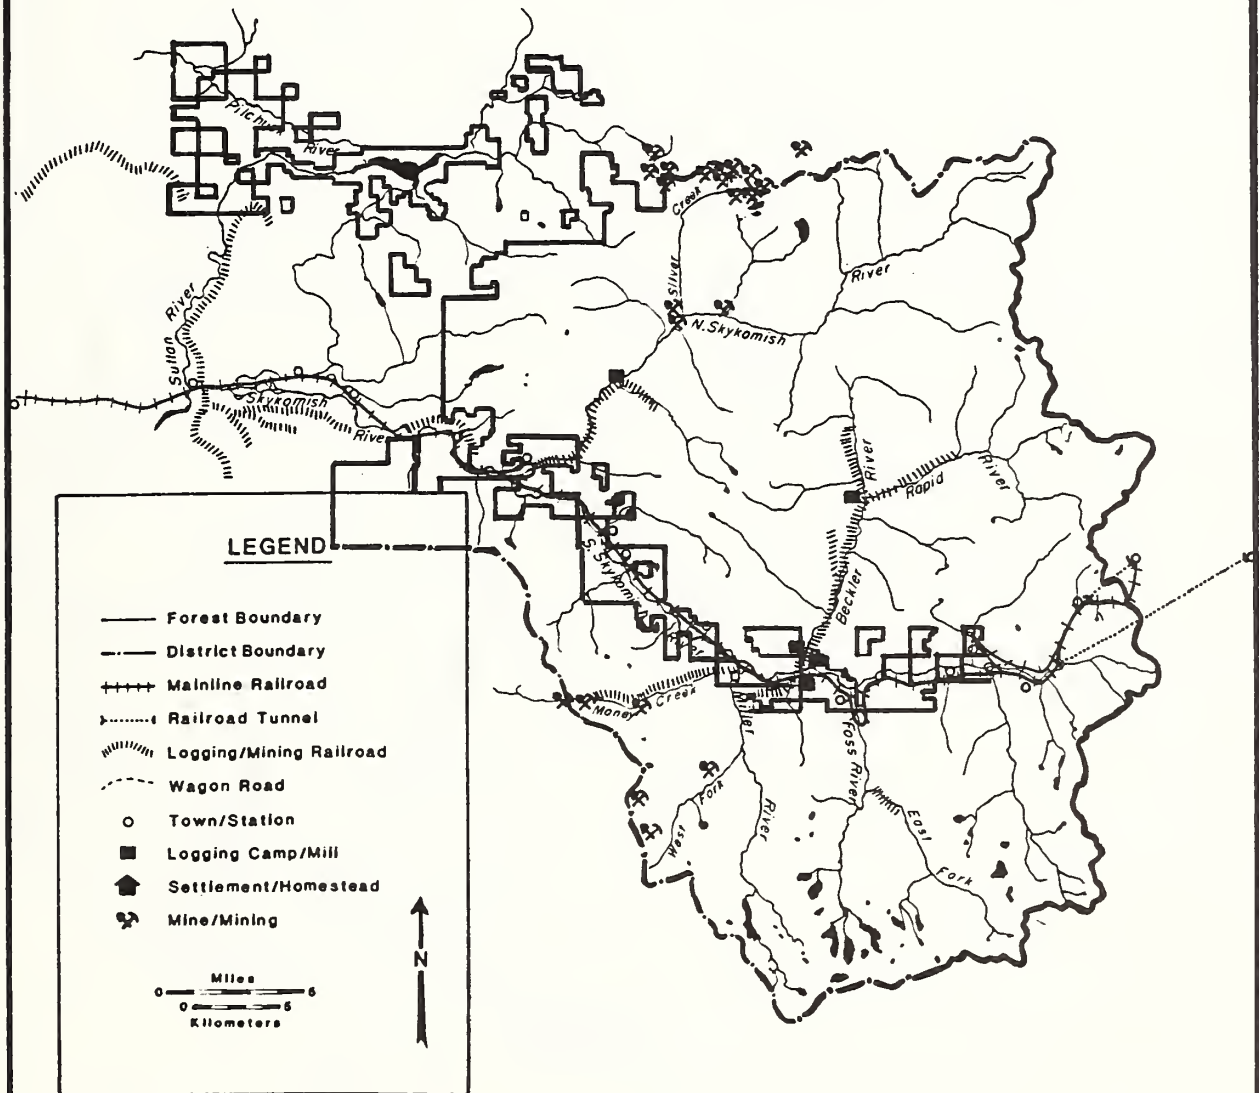 Pilchuck
River
Creek
Silver
River
River
N. Skykomish
Sultan
Skykomish
River
River
Rapid
River
LEGEND
S. Skykomish
Beckler
Forest Boundary
District Boundary
Mainline Railroad
Railroad Tunnel
Logging/Mining Railroad
Wagon Road
Town/Station
Logging Camp/Mill
Settlement/Homestead
Mine/Mining
Money Creek
Miller
River
Foss River
West
Fork
East
Fork
N
Miles
0 5
0 5
Kilometers